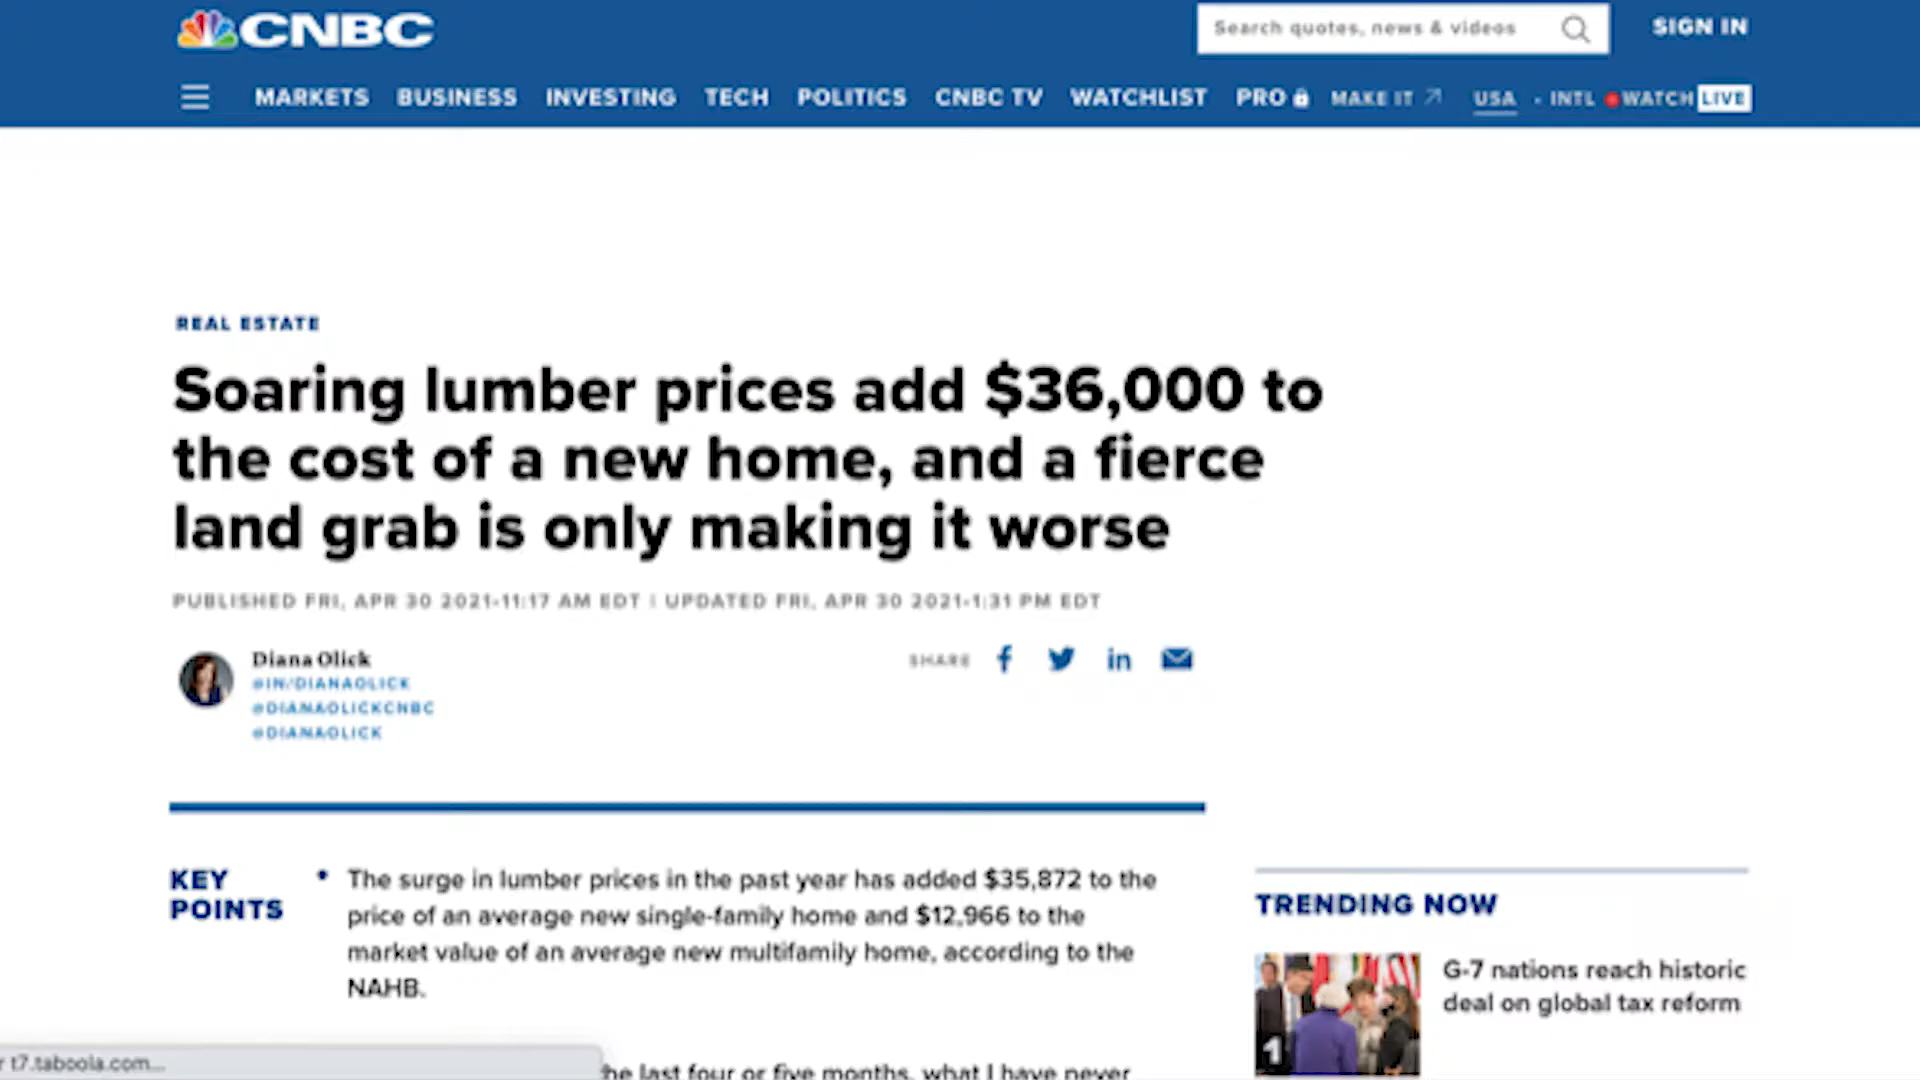 CNBC
Search quotes, news & videos
SIGN IN
MARKETS BUSINESS INVESTING TECH POLITICS CNBC TV WATCHLIST PRO MAKE IT USA • INTL WATCH LIVE
REAL ESTATE
Soaring lumber prices add $36,000 to
the cost of a new home, and a fierce
land grab is only making it worse
PUBLISHED FRI, APR 30 2021•11:17 AM EDT | UPDATED FRI, APR 30 2021•1:31 PM EDT
Diana Olick
@IN/DIANAOLICK
@DIANAOLICKCNBC
@DIANAOLICK
SHARE
KEY
POINTS
• The surge in lumber prices in the past year has added $35,872 to the
price of an average new single-family home and $12,966 to the
market value of an average new multifamily home, according to the
NAHB.
the last four or five months, what I have never
TRENDING NOW
1
G-7 nations reach historic
deal on global tax reform
r t7.taboola.com...